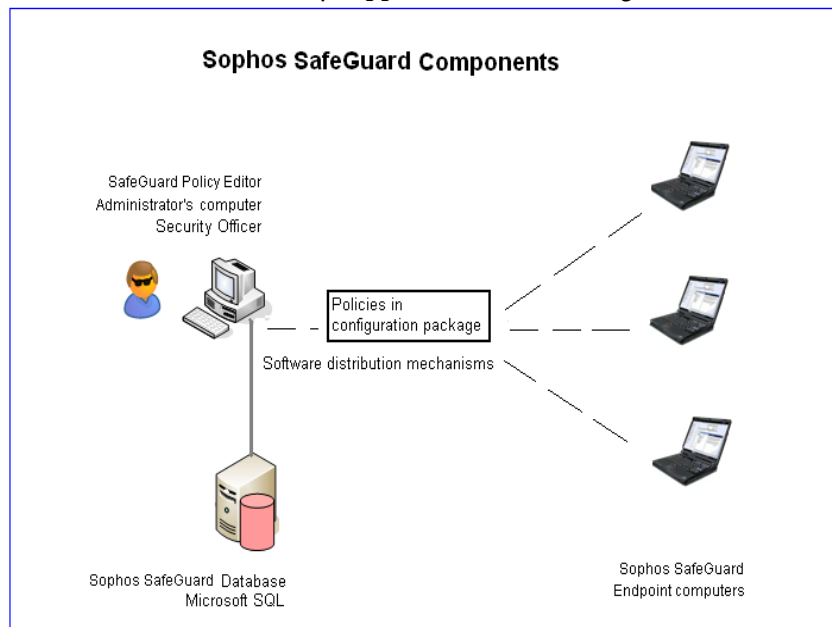 Sophos SafeGuard Components
SafeGuard Policy Editor
Administrator's computer
Security Officer
Policies in
configuration package
Software distribution mechanisms
Sophos SafeGuard Database
Microsoft SQL
Sophos SafeGuard
Endpoint computers